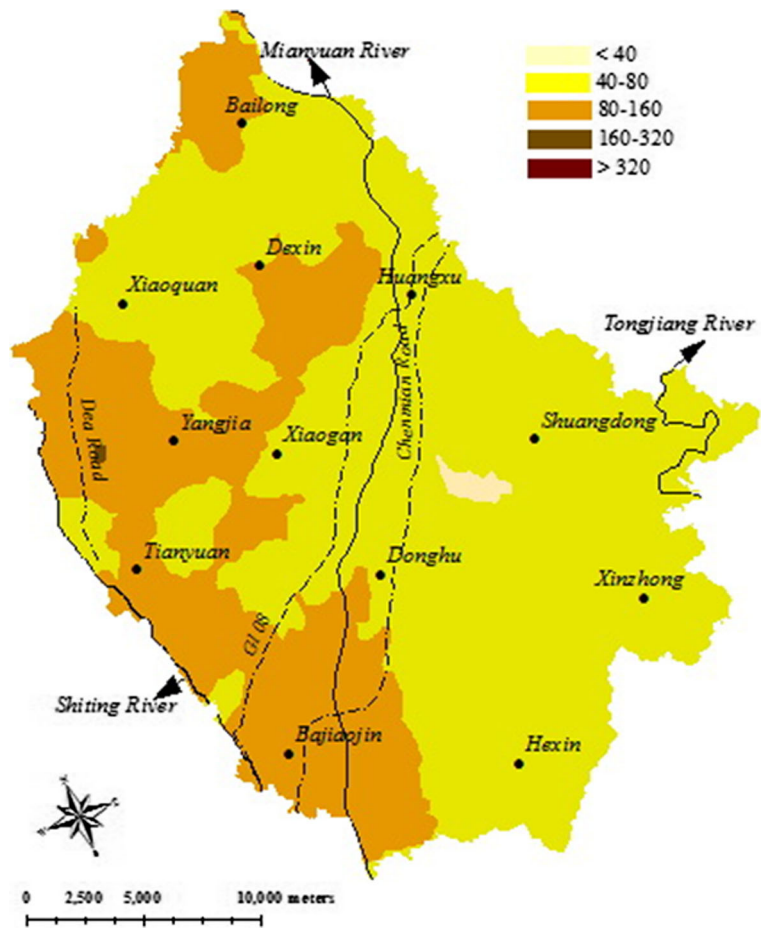 Mianyuan River
< 40
40-80
80-160
160-320
> 320
Bailong
Dexin
Xiaoquan
Huangxu
Tongjiang River
Chenmian Road
Dea Road
Yangjia
Xiaogan
Shuangdong
Tianyuan
Donghu
Xinzhong
G108
Shiting River
Bajiaojin
Hexin
0 2,500 5,000 10,000 meters